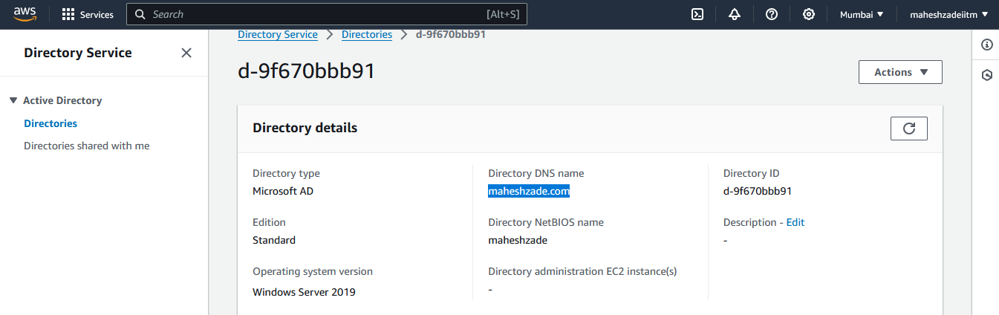 aws
Services
Search
[Alt+S]
Mumbai
maheshzadeiitm
Directory Service
Active Directory
Directories
Directories shared with me
Directory Service
Directories
d-9f670bbb91
d-9f670bbb91
Actions
Directory details
Directory type
Microsoft AD
Edition
Standard
Operating system version
Windows Server 2019
Directory DNS name
maheshzade.com
Directory NetBIOS name
maheshzade
Directory administration EC2 instance(s)
-
Directory ID
d-9f670bbb91
Description - Edit
-